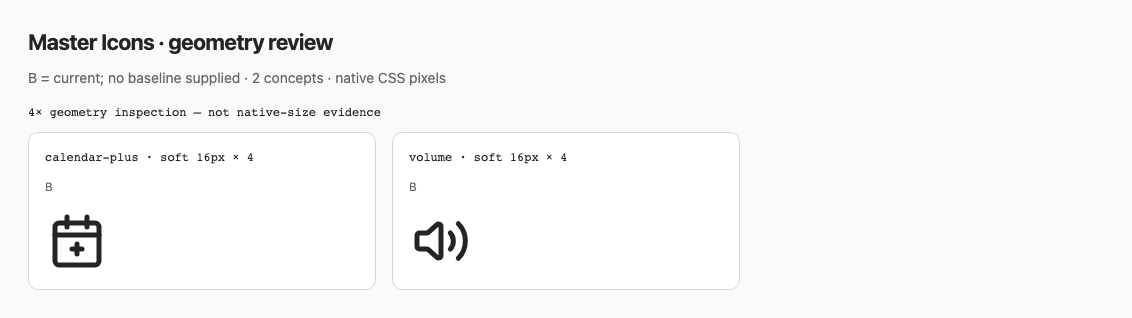 Master Icons · geometry review
B = current; no baseline supplied · 2 concepts · native CSS pixels
4× geometry inspection — not native-size evidence
calendar-plus · soft 16px × 4
B
volume · soft 16px × 4
B